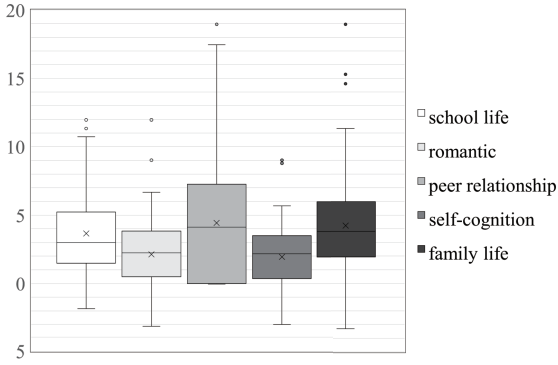 20
15
10
5
0
5
school life
romantic
peer relationship
self-cognition
family life